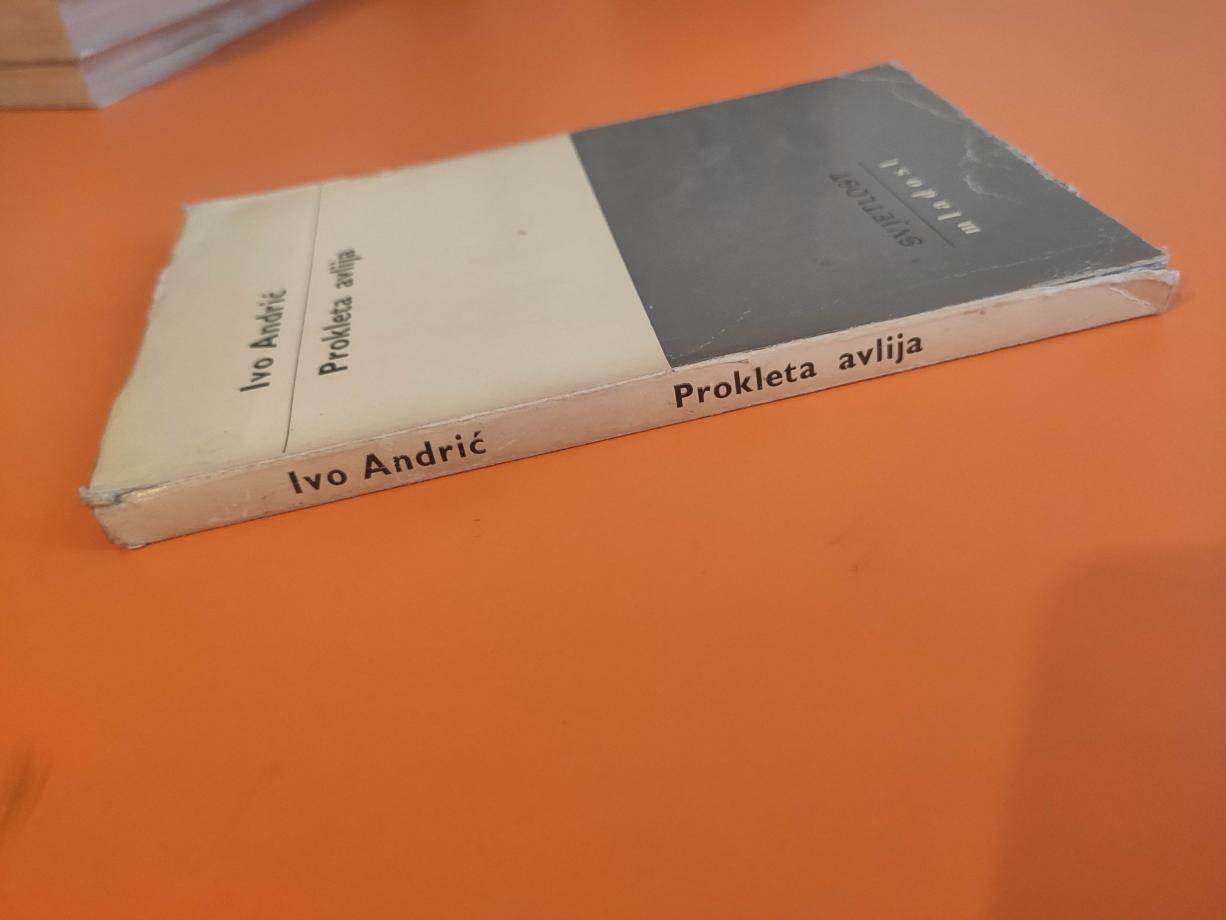 Ivo Andrić
Prokleta avlija
SVJETLOST
mladost
Ivo Andrić Prokleta avlija